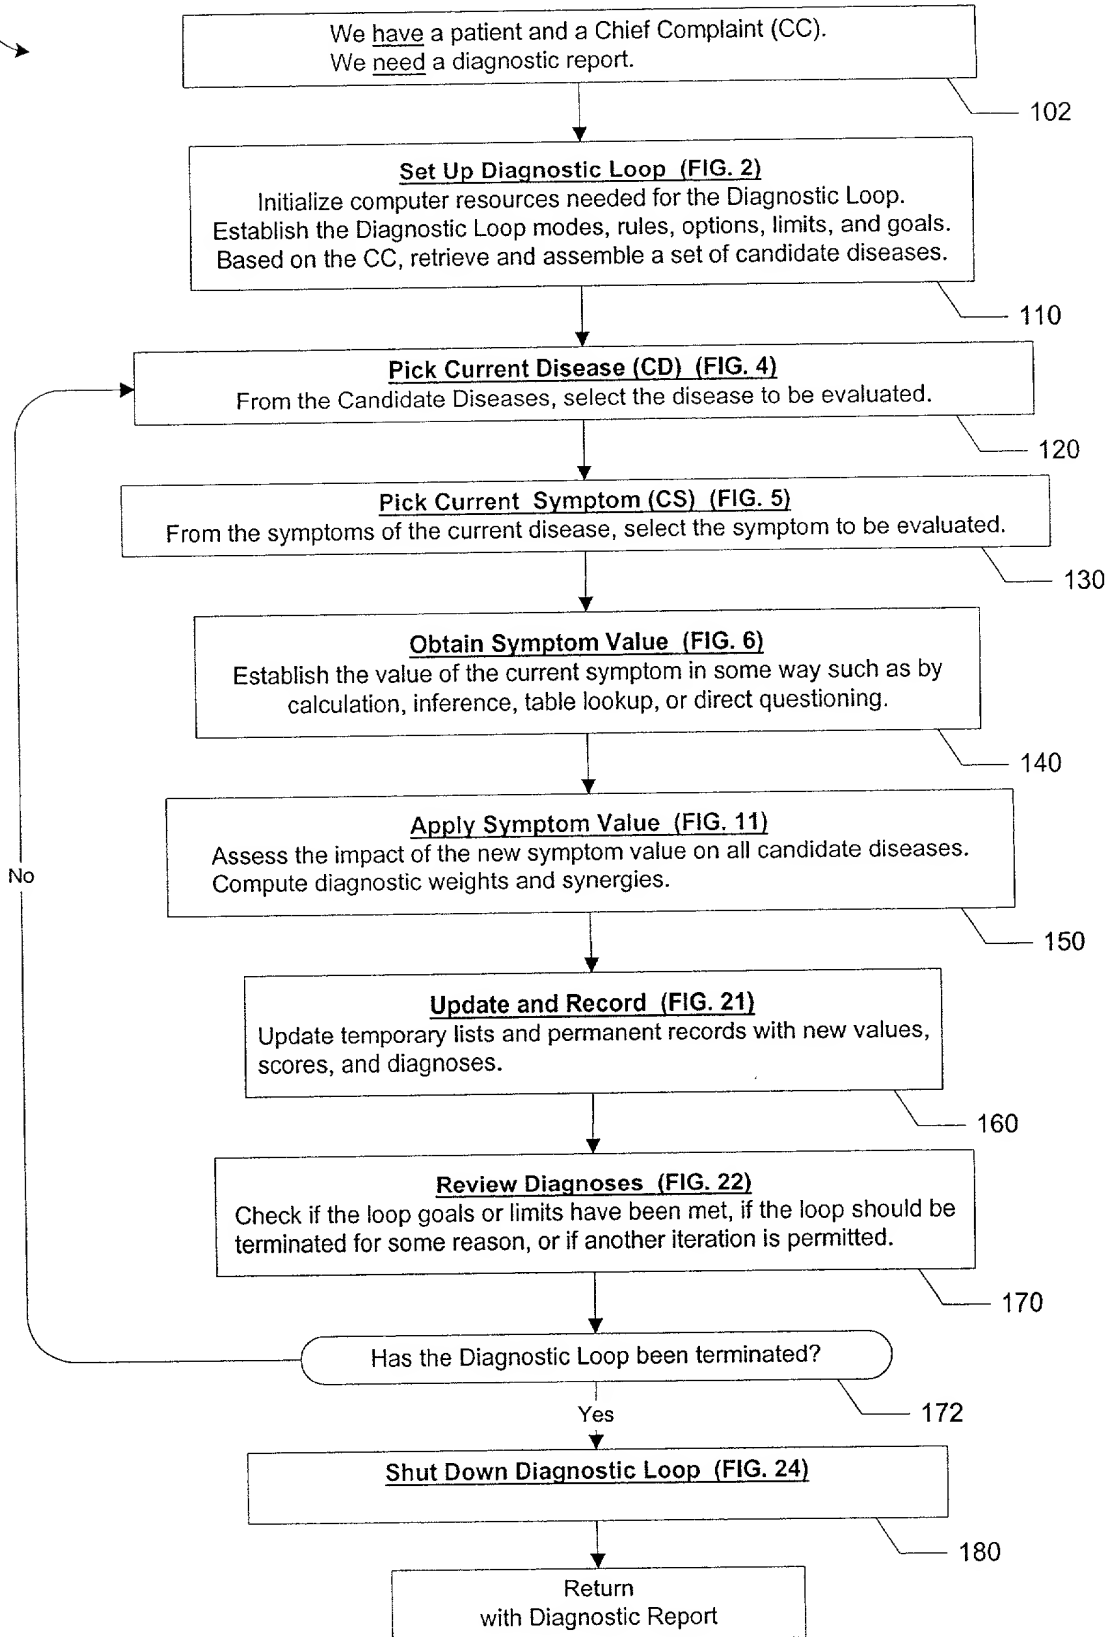 We have a patient and a Chief Complaint (CC).
We need a diagnostic report.
102
Set Up Diagnostic Loop (FIG. 2)
Initialize computer resources needed for the Diagnostic Loop.
Establish the Diagnostic Loop modes, rules, options, limits, and goals.
Based on the CC, retrieve and assemble a set of candidate diseases.
110
Pick Current Disease (CD) (FIG. 4)
From the Candidate Diseases, select the disease to be evaluated.
120
Pick Current Symptom (CS) (FIG. 5)
From the symptoms of the current disease, select the symptom to be evaluated.
130
Obtain Symptom Value (FIG. 6)
Establish the value of the current symptom in some way such as by
calculation, inference, table lookup, or direct questioning.
140
Apply Symptom Value (FIG. 11)
Assess the impact of the new symptom value on all candidate diseases.
Compute diagnostic weights and synergies.
No
150
Update and Record (FIG. 21)
Update temporary lists and permanent records with new values,
scores, and diagnoses.
160
Review Diagnoses (FIG. 22)
Check if the loop goals or limits have been met, if the loop should be
terminated for some reason, or if another iteration is permitted.
170
Has the Diagnostic Loop been terminated?
172
Yes
Shut Down Diagnostic Loop (FIG. 24)
180
Return
with Diagnostic Report